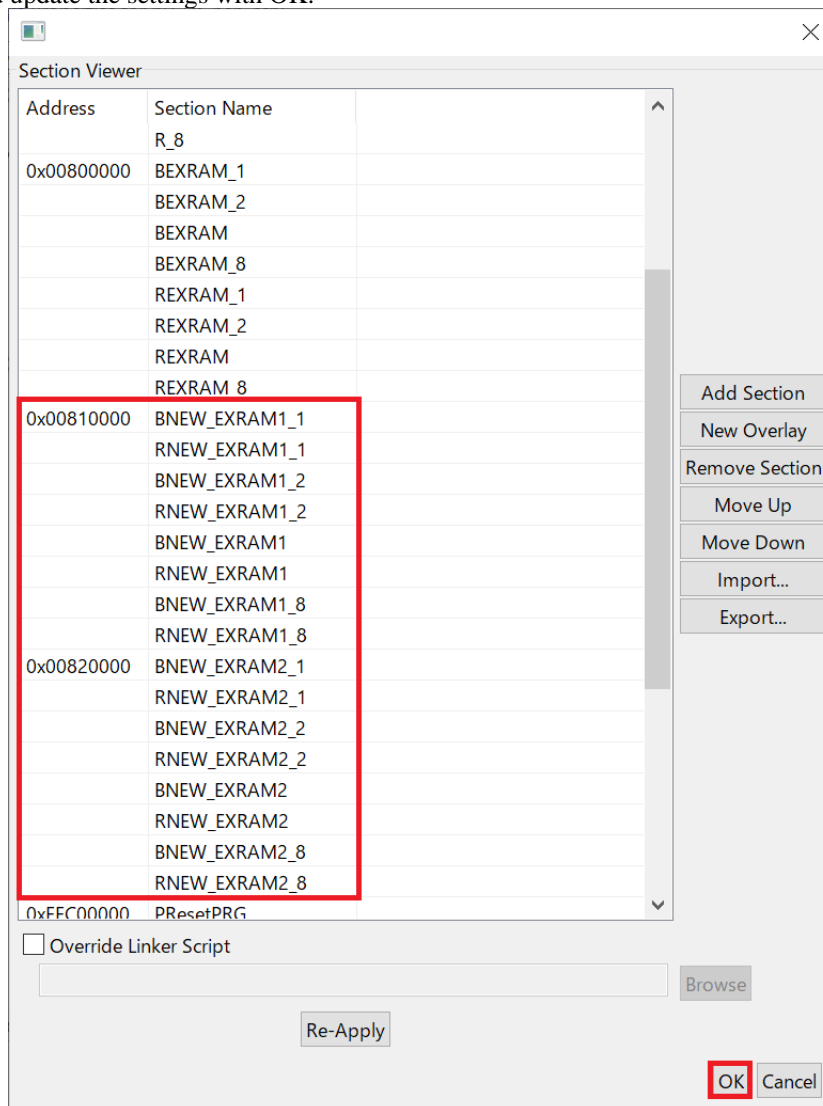 update the settings with OK.
Section Viewer
Address Section Name
R_8
0x00800000 BEXRAM_1
BEXRAM_2
BEXRAM
BEXRAM_8
REXRAM_1
REXRAM_2
REXRAM
REXRAM_8
0x00810000 BNEW_EXRAM1_1
RNEW_EXRAM1_1
BNEW_EXRAM1_2
RNEW_EXRAM1_2
BNEW_EXRAM1
RNEW_EXRAM1
BNEW_EXRAM1_8
RNEW_EXRAM1_8
0x00820000 BNEW_EXRAM2_1
RNEW_EXRAM2_1
BNEW_EXRAM2_2
RNEW_EXRAM2_2
BNEW_EXRAM2
RNEW_EXRAM2
BNEW_EXRAM2_8
RNEW_EXRAM2_8
0xFFC00000 PResetPRG
Add Section
New Overlay
Remove Section
Move Up
Move Down
Import...
Export...
Override Linker Script
Browse
Re-Apply
OK Cancel